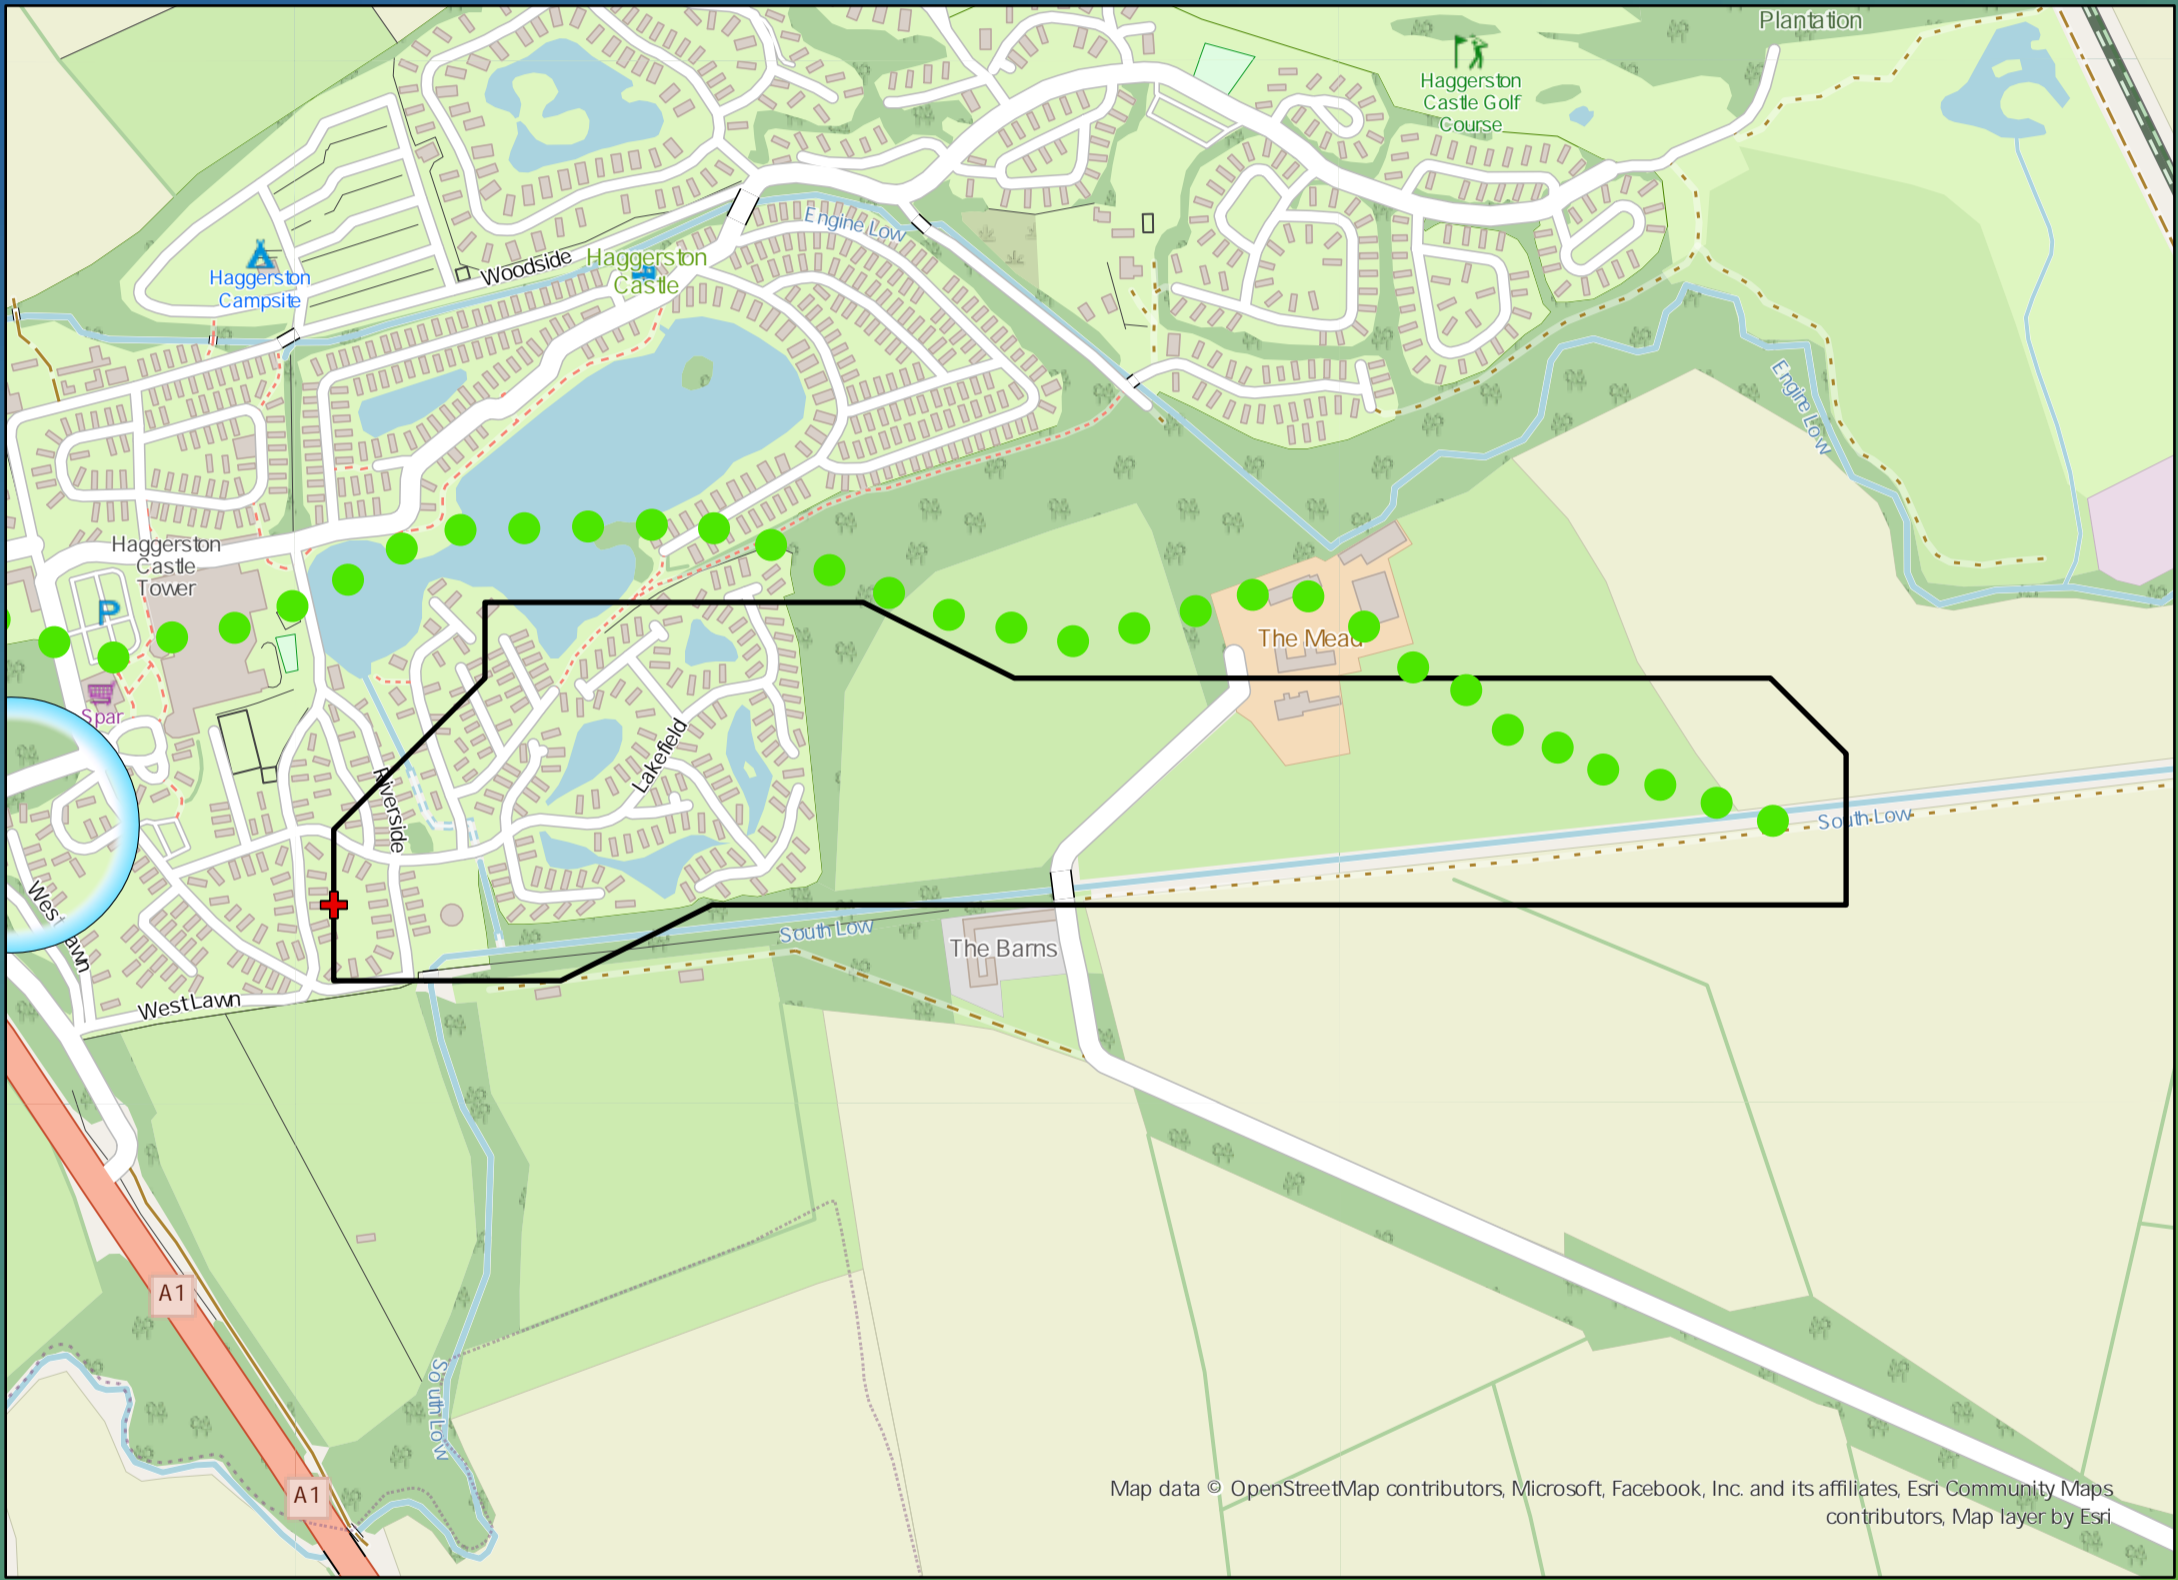 Plantation
Haggerston
Castle Golf
Course
Engine Low
Woodside
Haggerston
Castle
Haggerston
Campsite
Engine Low
Haggerston
Castle
Tower
P
The Mead
Spar
Lakefield
Riverside
South Low
West Lawn
South Low
The Barns
West Lawn
A1
South Low
A1
Map data © OpenStreetMap contributors, Microsoft, Facebook, Inc. and its affiliates, Esri Community Maps
contributors, Map layer by Esri